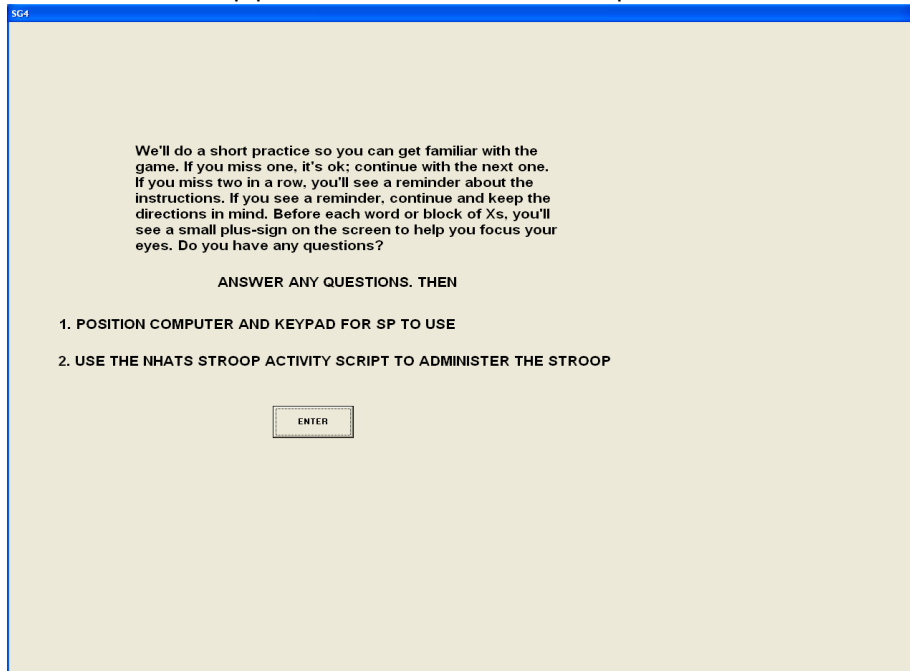 SG4
We'll do a short practice so you can get familiar with the
game. If you miss one, it's ok; continue with the next one.
If you miss two in a row, you'll see a reminder about the
instructions. If you see a reminder, continue and keep the
directions in mind. Before each word or block of Xs, you'll
see a small plus-sign on the screen to help you focus your
eyes. Do you have any questions?
ANSWER ANY QUESTIONS. THEN
1. POSITION COMPUTER AND KEYPAD FOR SP TO USE
2. USE THE NHATS STROOP ACTIVITY SCRIPT TO ADMINISTER THE STROOP
ENTER